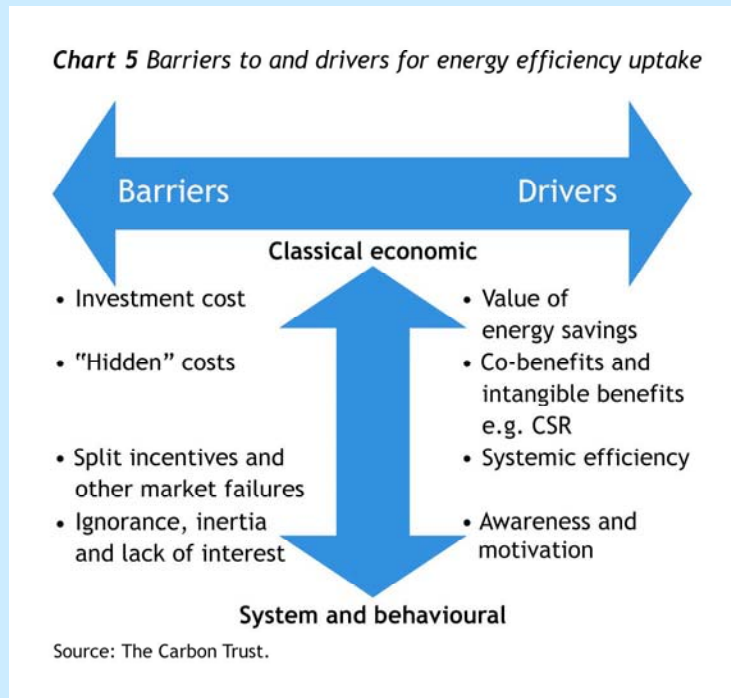 Chart 5 Barriers to and drivers for energy efficiency uptake
Barriers
Drivers
Classical economic
• Investment cost
• "Hidden" costs
• Split incentives and
other market failures
• Ignorance, inertia
and lack of interest
• Value of
energy savings
• Co-benefits and
intangible benefits
e.g. CSR
• Systemic efficiency
• Awareness and
motivation
System and behavioural
Source: The Carbon Trust.